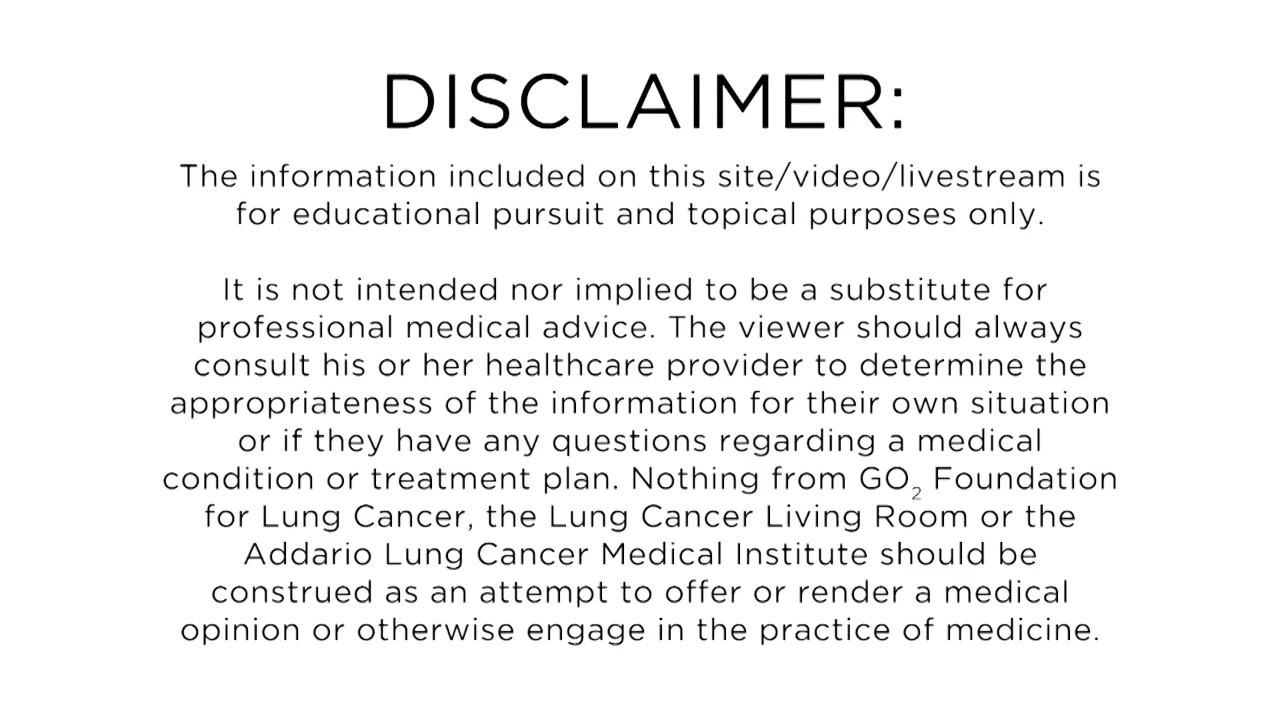 DISCLAIMER:
The information included on this site/video/livestream is
for educational pursuit and topical purposes only.
It is not intended nor implied to be a substitute for
professional medical advice. The viewer should always
consult his or her healthcare provider to determine the
appropriateness of the information for their own situation
or if they have any questions regarding a medical
condition or treatment plan. Nothing from GO₂ Foundation
for Lung Cancer, the Lung Cancer Living Room or the
Addario Lung Cancer Medical Institute should be
construed as an attempt to offer or render a medical
opinion or otherwise engage in the practice of medicine.